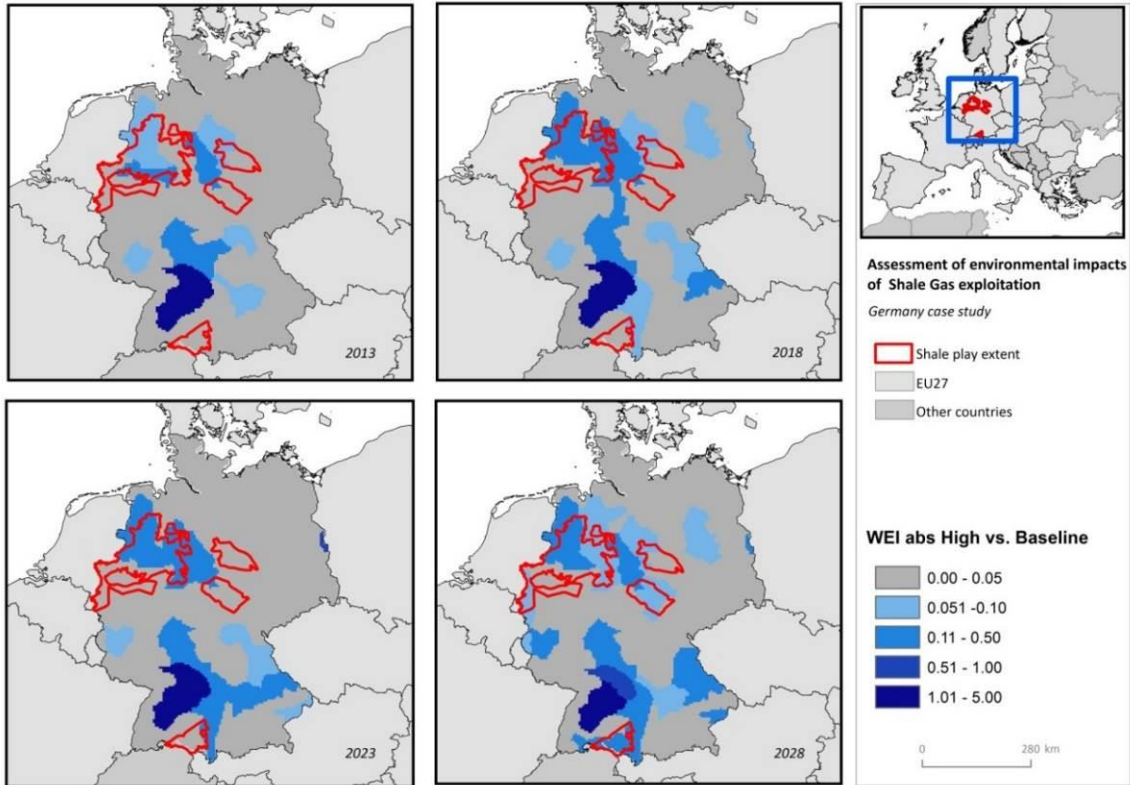 2013
2018
2023
2028
Assessment of environmental impacts
of Shale Gas exploitation
Germany case study
Shale play extent
EU27
Other countries
WEI abs High vs. Baseline
0.00 - 0.05
0.051 -0.10
0.11 - 0.50
0.51 - 1.00
1.01 - 5.00
0 280 km